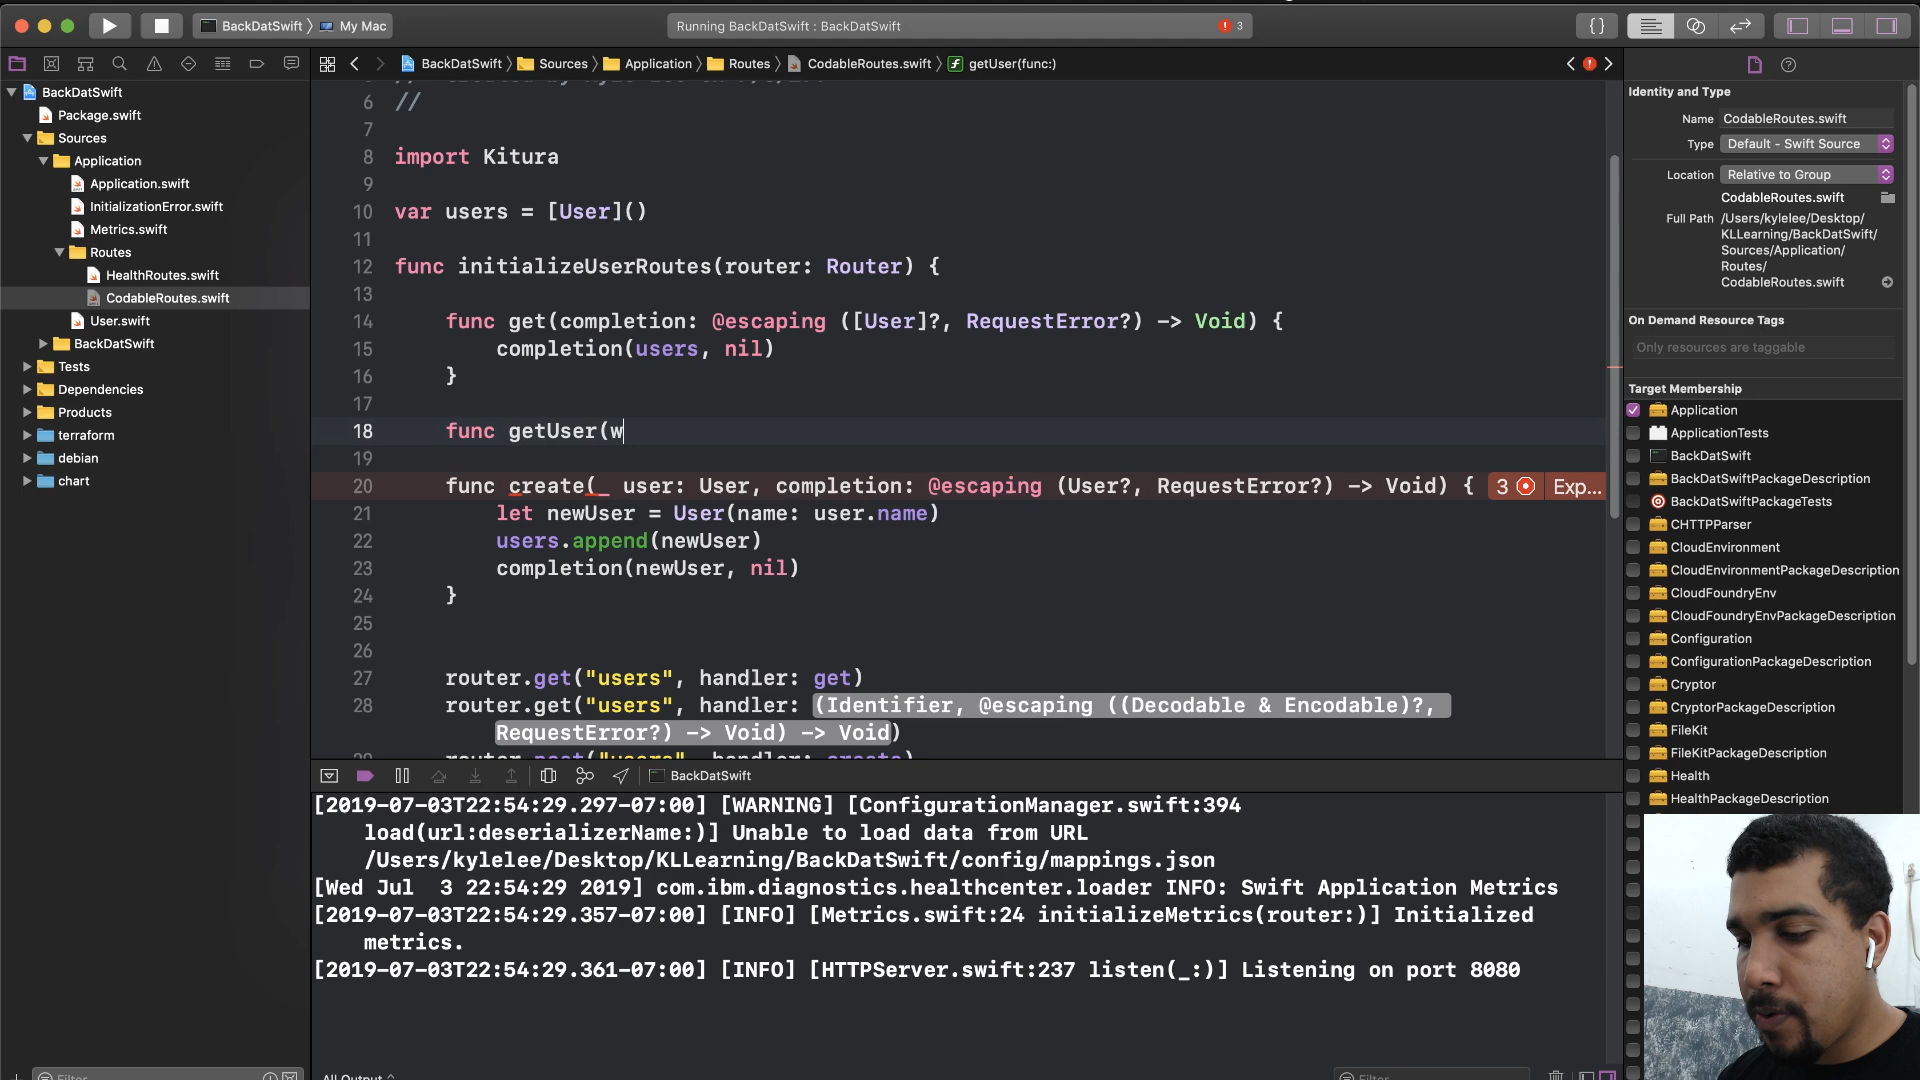 BackDatSwift
My Mac
Running BackDatSwift : BackDatSwift
3
{}
BackDatSwift
Sources
Application
Routes
CodableRoutes.swift
getUser(func:)
BackDatSwift
Package.swift
Sources
Application
Application.swift
InitializationError.swift
Metrics.swift
Routes
HealthRoutes.swift
CodableRoutes.swift
User.swift
BackDatSwift
Tests
Dependencies
Products
terraform
debian
chart
6 //
7
8 import Kitura
9
10 var users = [User]()
11
12 func initializeUserRoutes(router: Router) {
13
14 func get(completion: @escaping ([User]?, RequestError?) -> Void) {
15 completion(users, nil)
16 }
17
18 func getUser(w
19
20 func create(_ user: User, completion: @escaping (User?, RequestError?) -> Void) { 3 Exp...
21 let newUser = User(name: user.name)
22 users.append(newUser)
23 completion(newUser, nil)
24 }
25
26
27 router.get("users", handler: get)
28 router.get("users", handler: (Identifier, @escaping ((Decodable & Encodable)?,
RequestError?) -> Void) -> Void)
BackDatSwift
[2019-07-03T22:54:29.297-07:00] [WARNING] [ConfigurationManager.swift:394
load(url:deserializerName:)] Unable to load data from URL
/Users/kylelee/Desktop/KLLearning/BackDatSwift/config/mappings.json
[Wed Jul  3 22:54:29 2019] com.ibm.diagnostics.healthcenter.loader INFO: Swift Application Metrics
[2019-07-03T22:54:29.357-07:00] [INFO] [Metrics.swift:24 initializeMetrics(router:)] Initialized
metrics.
[2019-07-03T22:54:29.361-07:00] [INFO] [HTTPServer.swift:237 listen(_:)] Listening on port 8080
Identity and Type
Name CodableRoutes.swift
Type Default - Swift Source
Location Relative to Group
CodableRoutes.swift
Full Path /Users/kylelee/Desktop/
KLLearning/BackDatSwift/
Sources/Application/
Routes/
CodableRoutes.swift
On Demand Resource Tags
Only resources are taggable
Target Membership
Application
ApplicationTests
BackDatSwift
BackDatSwiftPackageDescription
BackDatSwiftPackageTests
CHTTPParser
CloudEnvironment
CloudEnvironmentPackageDescription
CloudFoundryEnv
CloudFoundryEnvPackageDescription
Configuration
ConfigurationPackageDescription
Cryptor
CryptorPackageDescription
FileKit
FileKitPackageDescription
Health
HealthPackageDescription